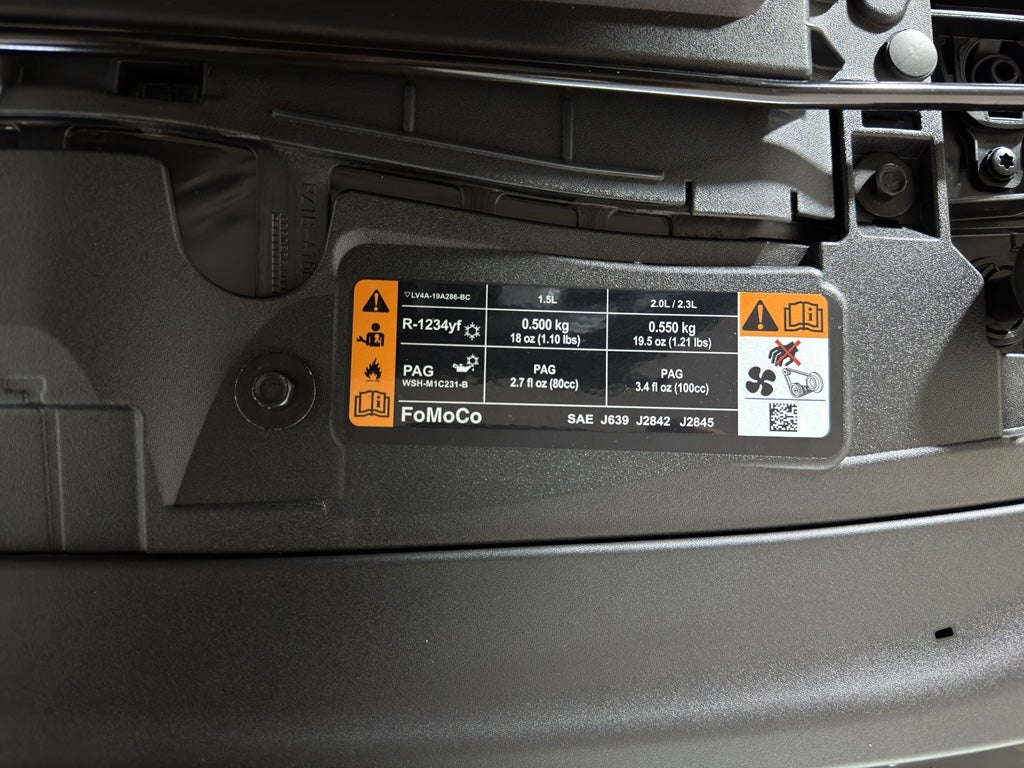 ▽LV4A-19A286-BC 1.5L 2.0L / 2.3L
R-1234yf 0.500 kg 0.550 kg
18 oz (1.10 lbs) 19.5 oz (1.21 lbs)
PAG PAG PAG
WSH-M1C231-B 2.7 fl oz (80cc) 3.4 fl oz (100cc)
FoMoCo SAE J639 J2842 J2845